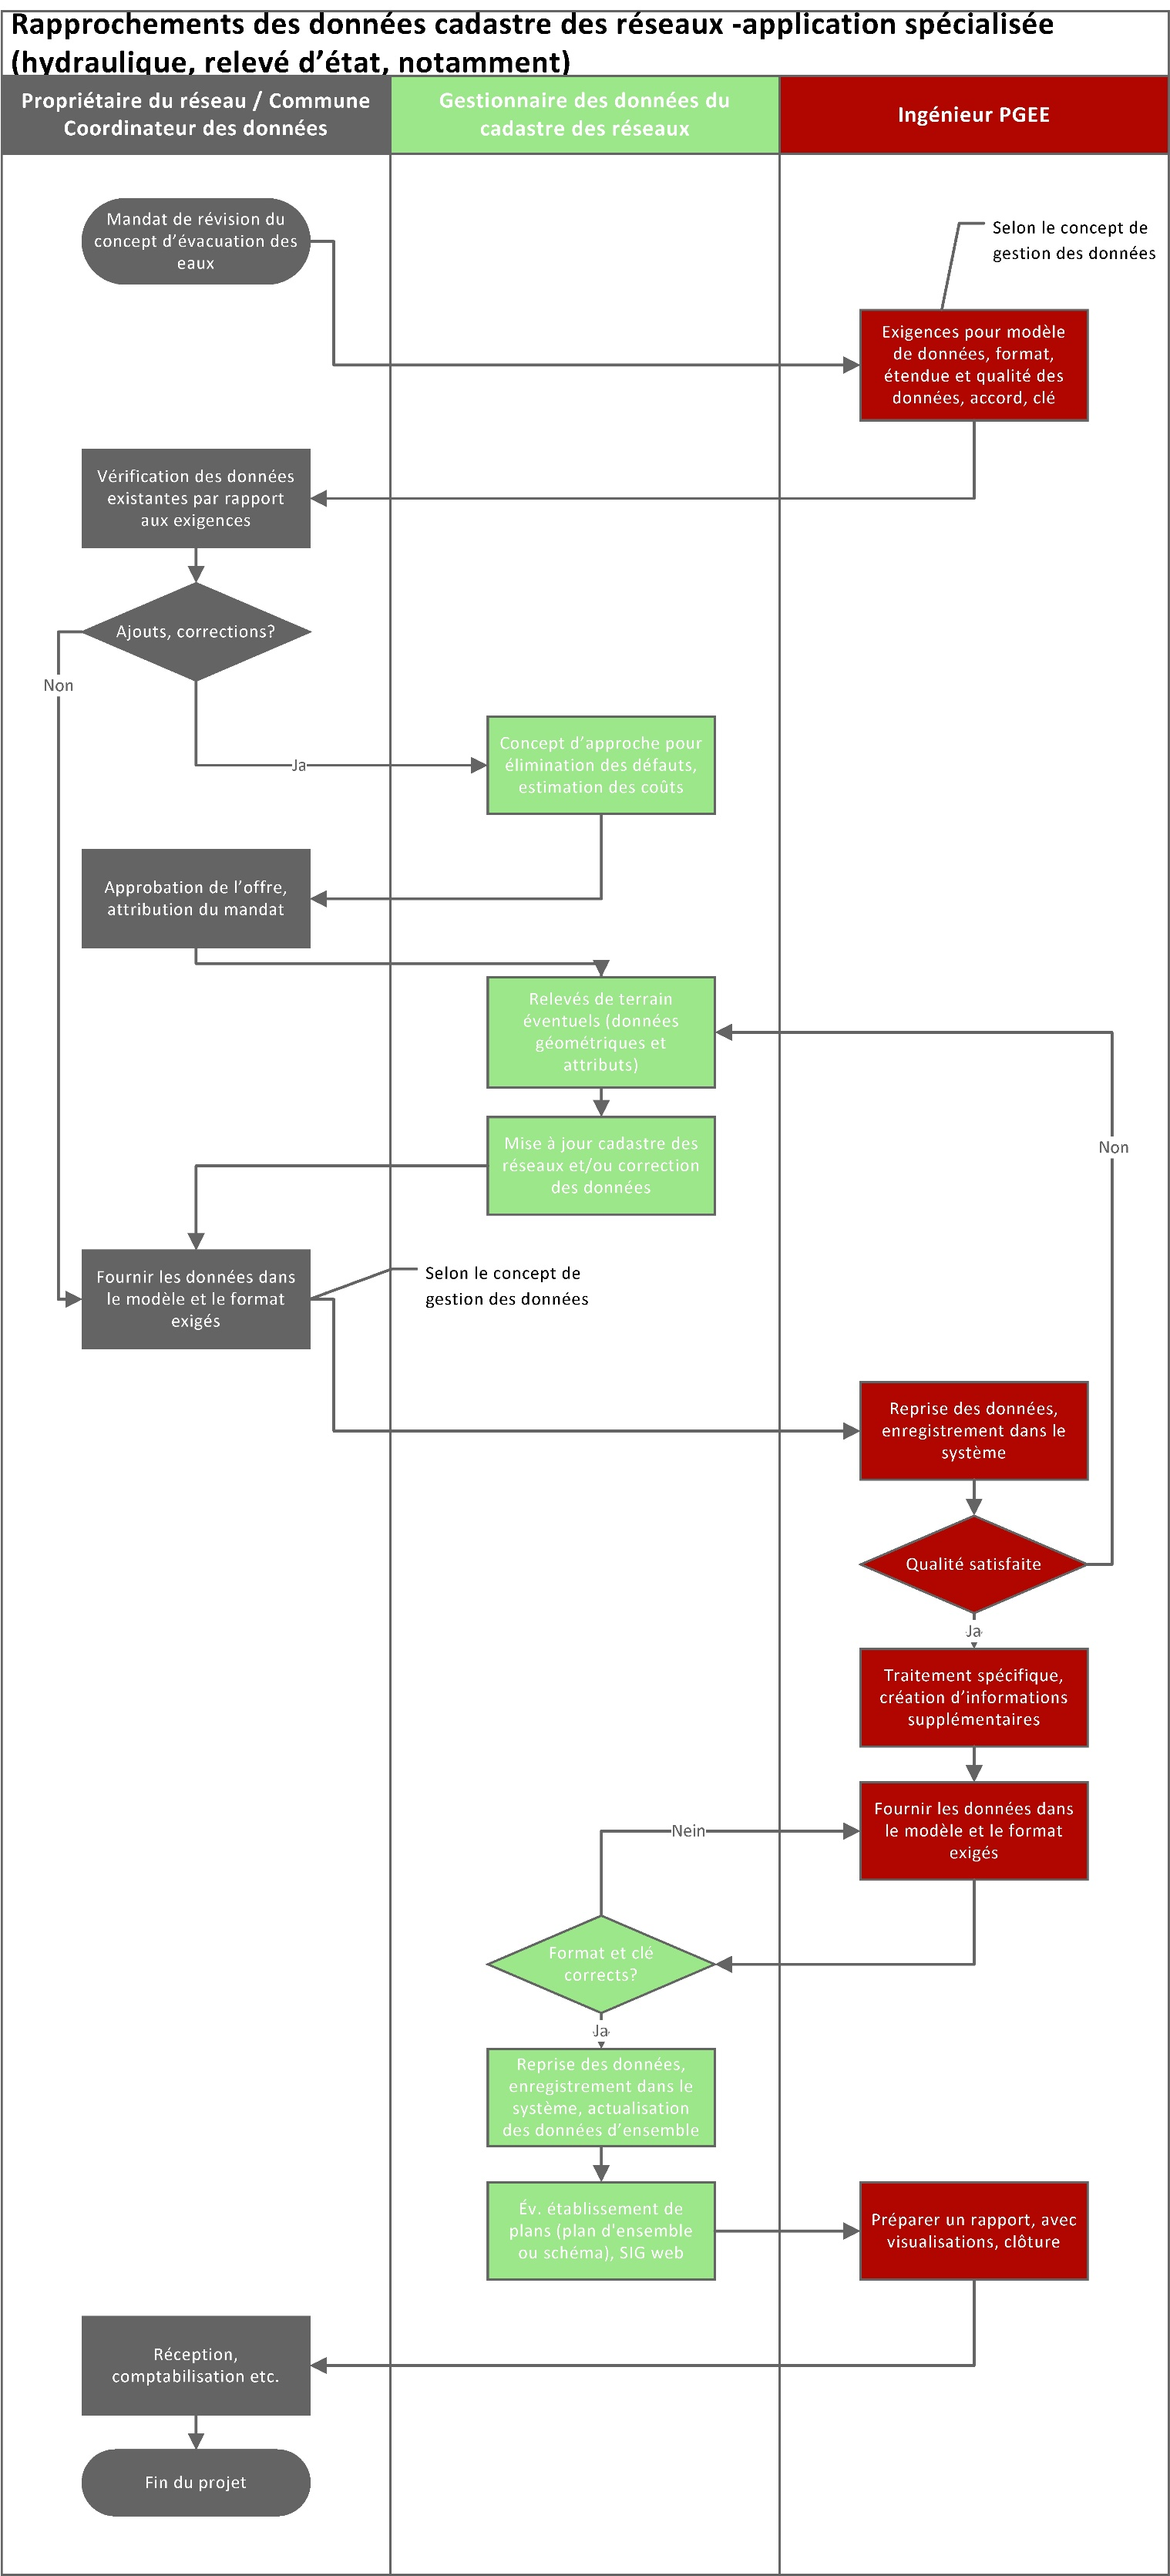 Rapprochements des données cadastre des réseaux -application spécialisée
(hydraulique, relevé d’état, notamment)
Propriétaire du réseau / Commune
Coordinateur des données
Gestionnaire des données du
cadastre des réseaux
Ingénieur PGEE
Mandat de révision du
concept d’évacuation des
eaux
Selon le concept de
gestion des données
Exigences pour modèle
de données, format,
étendue et qualité des
données, accord, clé
Vérification des données
existantes par rapport
aux exigences
Ajouts, corrections?
Non
Ja
Concept d’approche pour
élimination des défauts,
estimation des coûts
Approbation de l’offre,
attribution du mandat
Relevés de terrain
éventuels (données
géométriques et
attributs)
Non
Mise à jour cadastre des
réseaux et/ou correction
des données
Fournir les données dans
le modèle et le format
exigés
Selon le concept de
gestion des données
Reprise des données,
enregistrement dans le
système
Qualité satisfaite
Ja
Traitement spécifique,
création d’informations
supplémentaires
Fournir les données dans
le modèle et le format
exigés
Nein
Format et clé
corrects?
Ja
Reprise des données,
enregistrement dans le
système, actualisation
des données d’ensemble
Év. établissement de
plans (plan d'ensemble
ou schéma), SIG web
Préparer un rapport, avec
visualisations, clôture
Réception,
comptabilisation etc.
Fin du projet